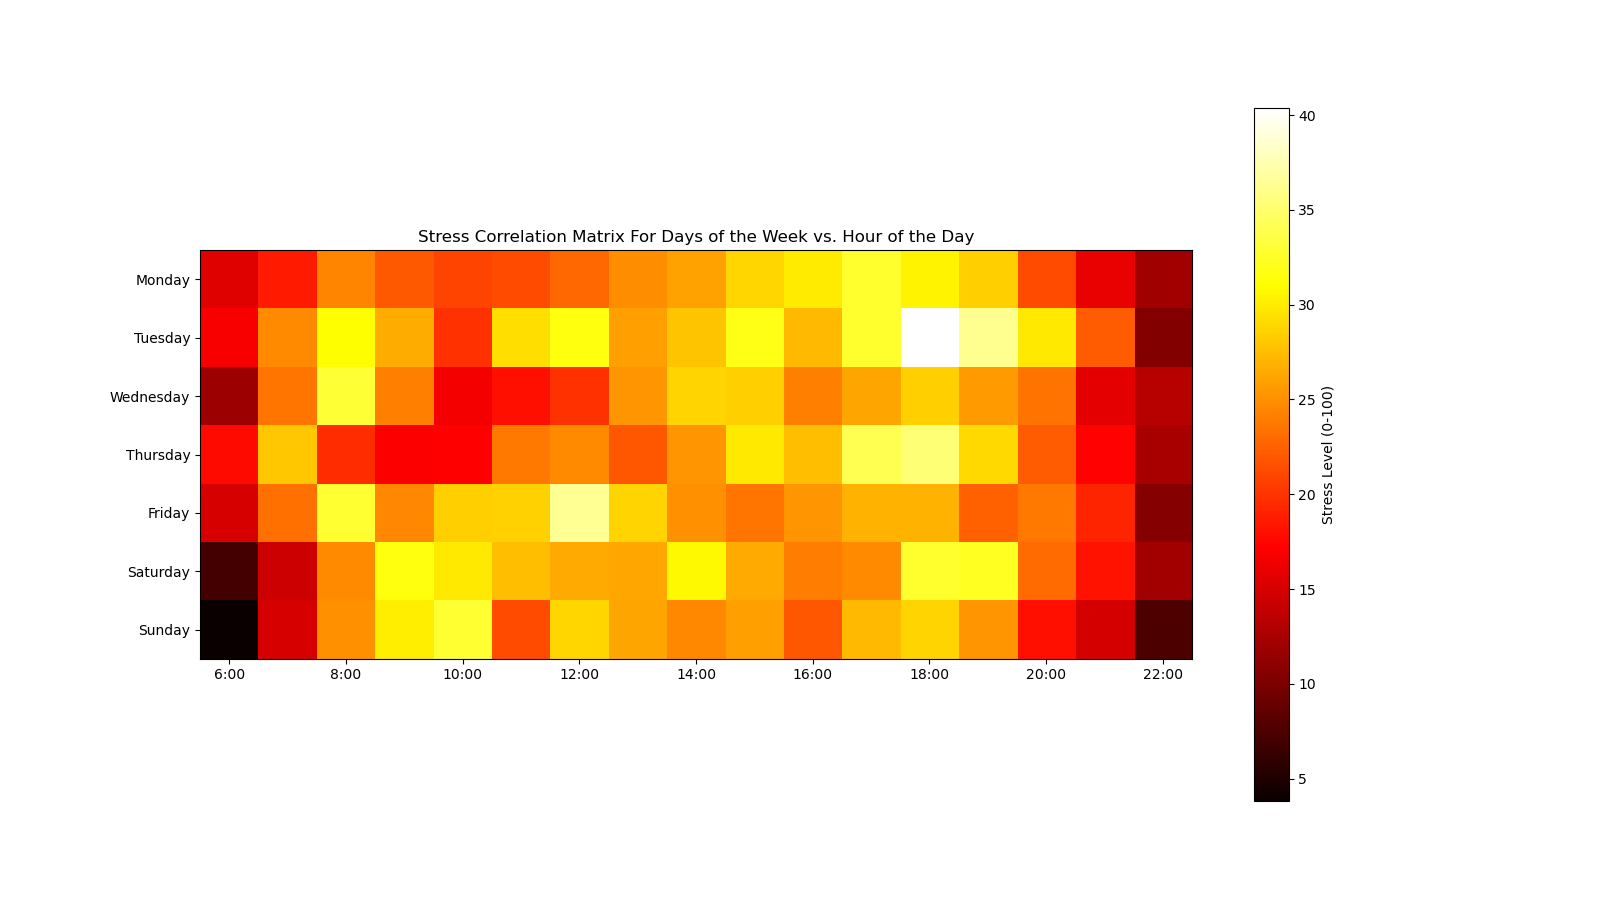 Stress Correlation Matrix For Days of the Week vs. Hour of the Day
Monday
Tuesday
Wednesday
Thursday
Friday
Saturday
Sunday
6:00 8:00 10:00 12:00 14:00 16:00 18:00 20:00 22:00
40
35
30
25
20
15
10
5
Stress Level (0-100)